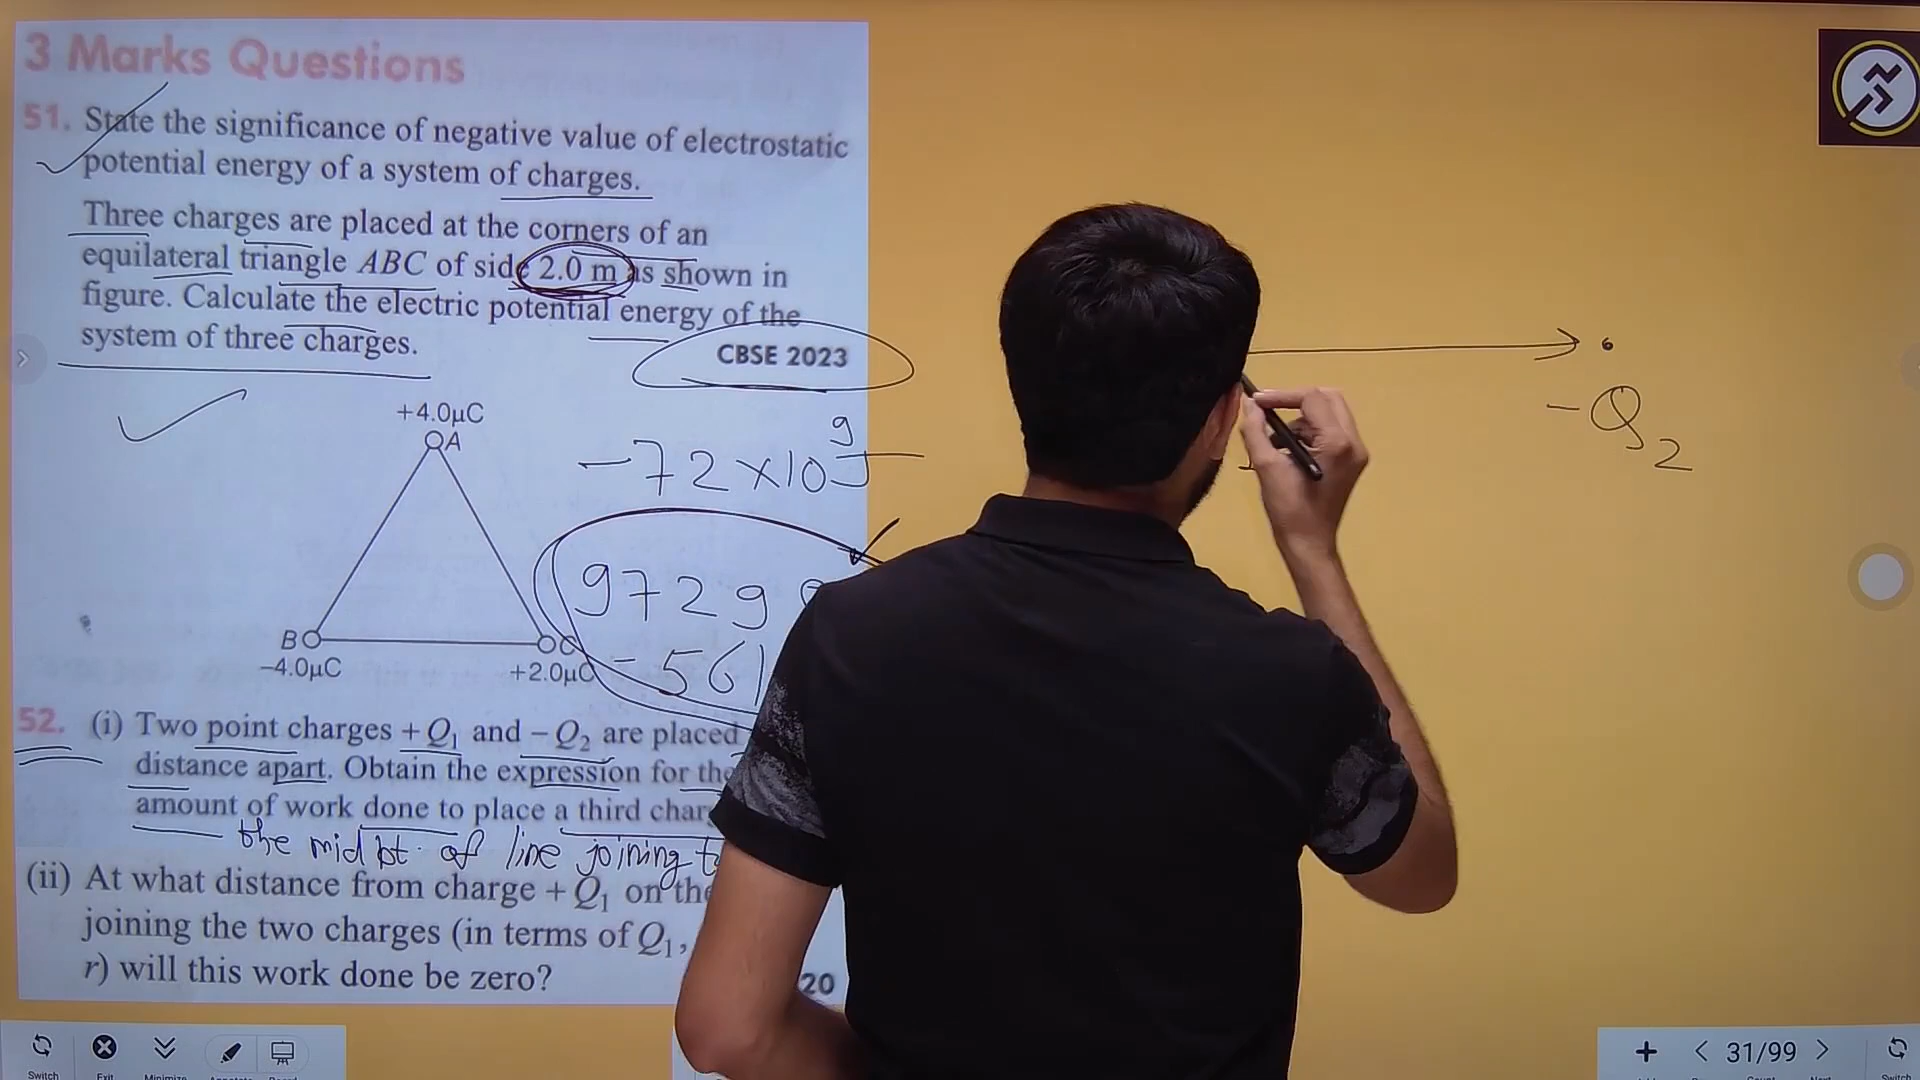 3 Marks Questions
51. State the significance of negative value of electrostatic
potential energy of a system of charges.
Three charges are placed at the corners of an
equilateral triangle ABC of side 2.0 m as shown in
figure. Calculate the electric potential energy of the
system of three charges.
CBSE 2023
+4.0μC
A
B
-4.0μC
+2.0μC
-72×10
9729
-561
-Q2
52. (i) Two point charges +Q1 and -Q2 are placed
distance apart. Obtain the expression for the
amount of work done to place a third
the midpt. of line joining
(ii) At what distance from charge +Q1 on the
joining the two charges (in terms of Q1,
r) will this work done be zero?
20
Switch
Exit
Minimize
31/99